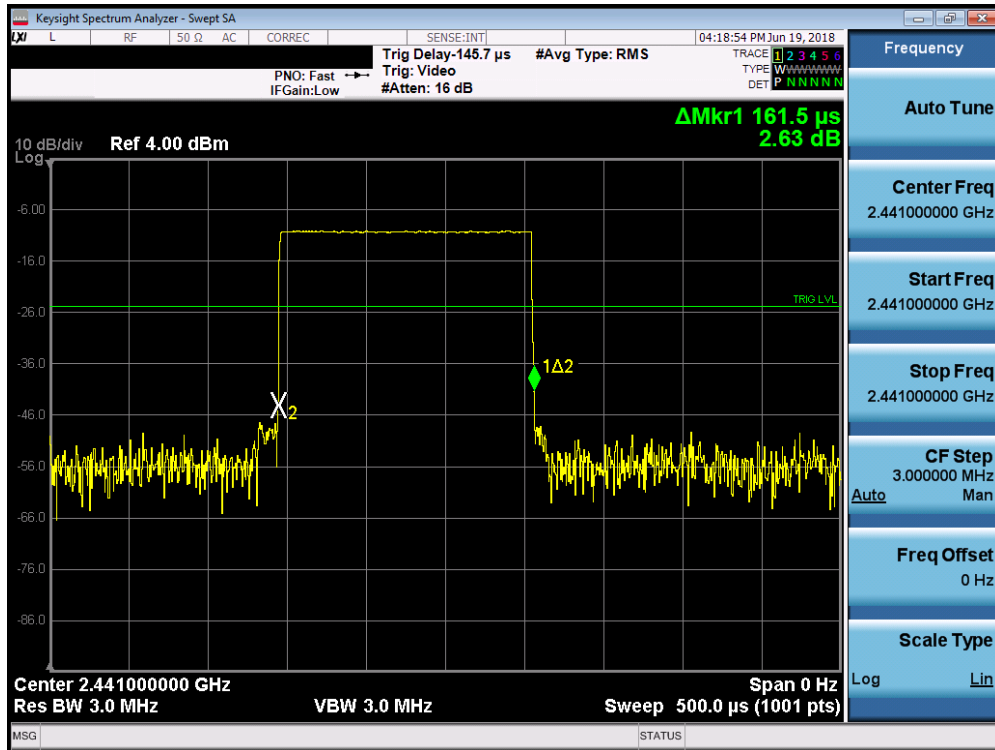 Keysight Spectrum Analyzer - Swept SA
LXI L RF 50 Ω AC CORREC SENSE:INT 04:18:54 PM Jun 19, 2018
PNO: Fast
IFGain:Low
Trig Delay-145.7 µs
Trig: Video
#Atten: 16 dB
#Avg Type: RMS
TRACE 1 2 3 4 5 6
TYPE WWWWWW
DET P N N N N N
ΔMkr1 161.5 µs
2.63 dB
10 dB/div
Log
Ref 4.00 dBm
-6.00
-16.0
-26.0
-36.0
-46.0
-56.0
-66.0
-76.0
-86.0
TRIG LVL
1Δ2
2
Center 2.441000000 GHz
Res BW 3.0 MHz
VBW 3.0 MHz
Span 0 Hz
Sweep 500.0 µs (1001 pts)
MSG
STATUS
Frequency
Auto Tune
Center Freq
2.441000000 GHz
Start Freq
2.441000000 GHz
Stop Freq
2.441000000 GHz
CF Step
3.000000 MHz
Auto Man
Freq Offset
0 Hz
Scale Type
Log Lin